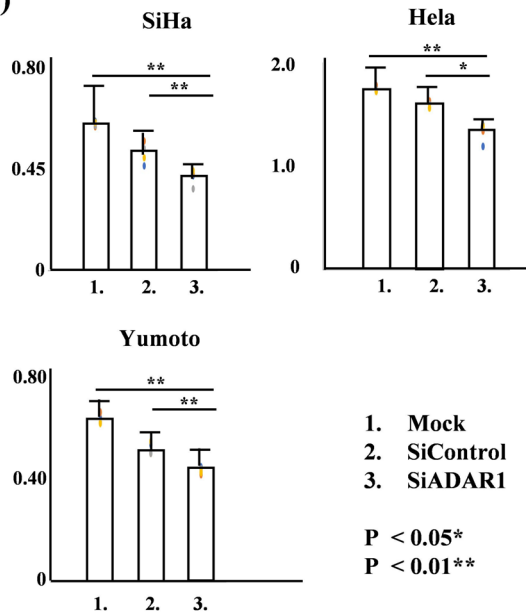 )
SiHa
0.80
**
**
0.45
0
1. 2. 3.
Hela
2.0
**
*
1.0
0
1. 2. 3.
Yumoto
0.80
**
**
0.40
0
1. 2. 3.
1. Mock
2. SiControl
3. SiADAR1
P < 0.05*
P < 0.01**